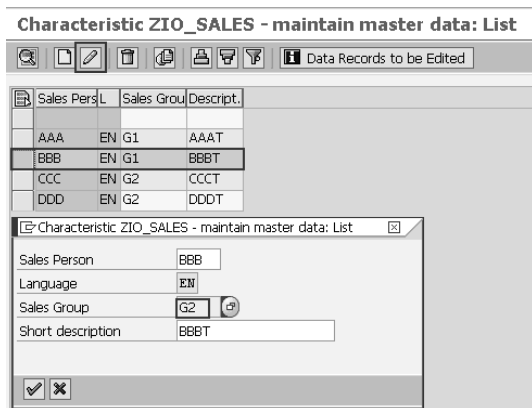 Characteristic ZIO_SALES - maintain master data: List
Data Records to be Edited
Sales Pers L Sales Grou Descript.
AAA EN G1 AAAT
BBB EN G1 BBBT
CCC EN G2 CCCT
DDD EN G2 DDDT
Characteristic ZIO_SALES - maintain master data: List
Sales Person BBB
Language EN
Sales Group G2
Short description BBBT